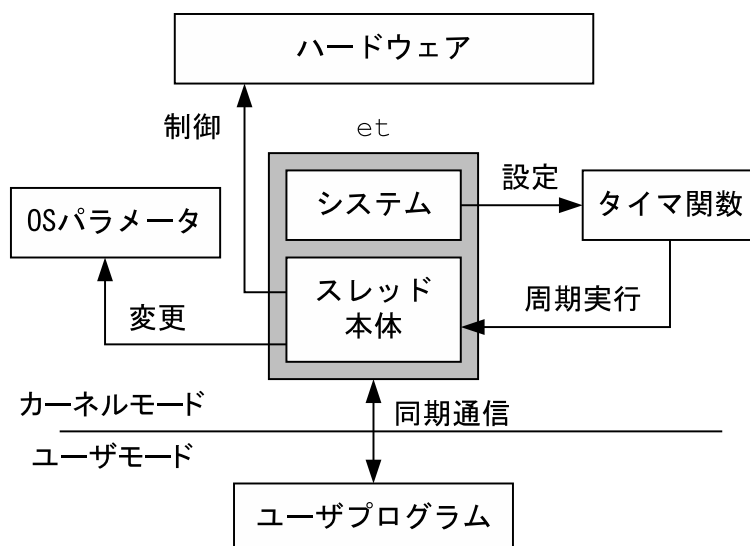 ハードウェア
制御
et
システム
設定
タイマ関数
OSパラメータ
スレッド
本体
周期実行
変更
カーネルモード
同期通信
ユーザモード
ユーザプログラム